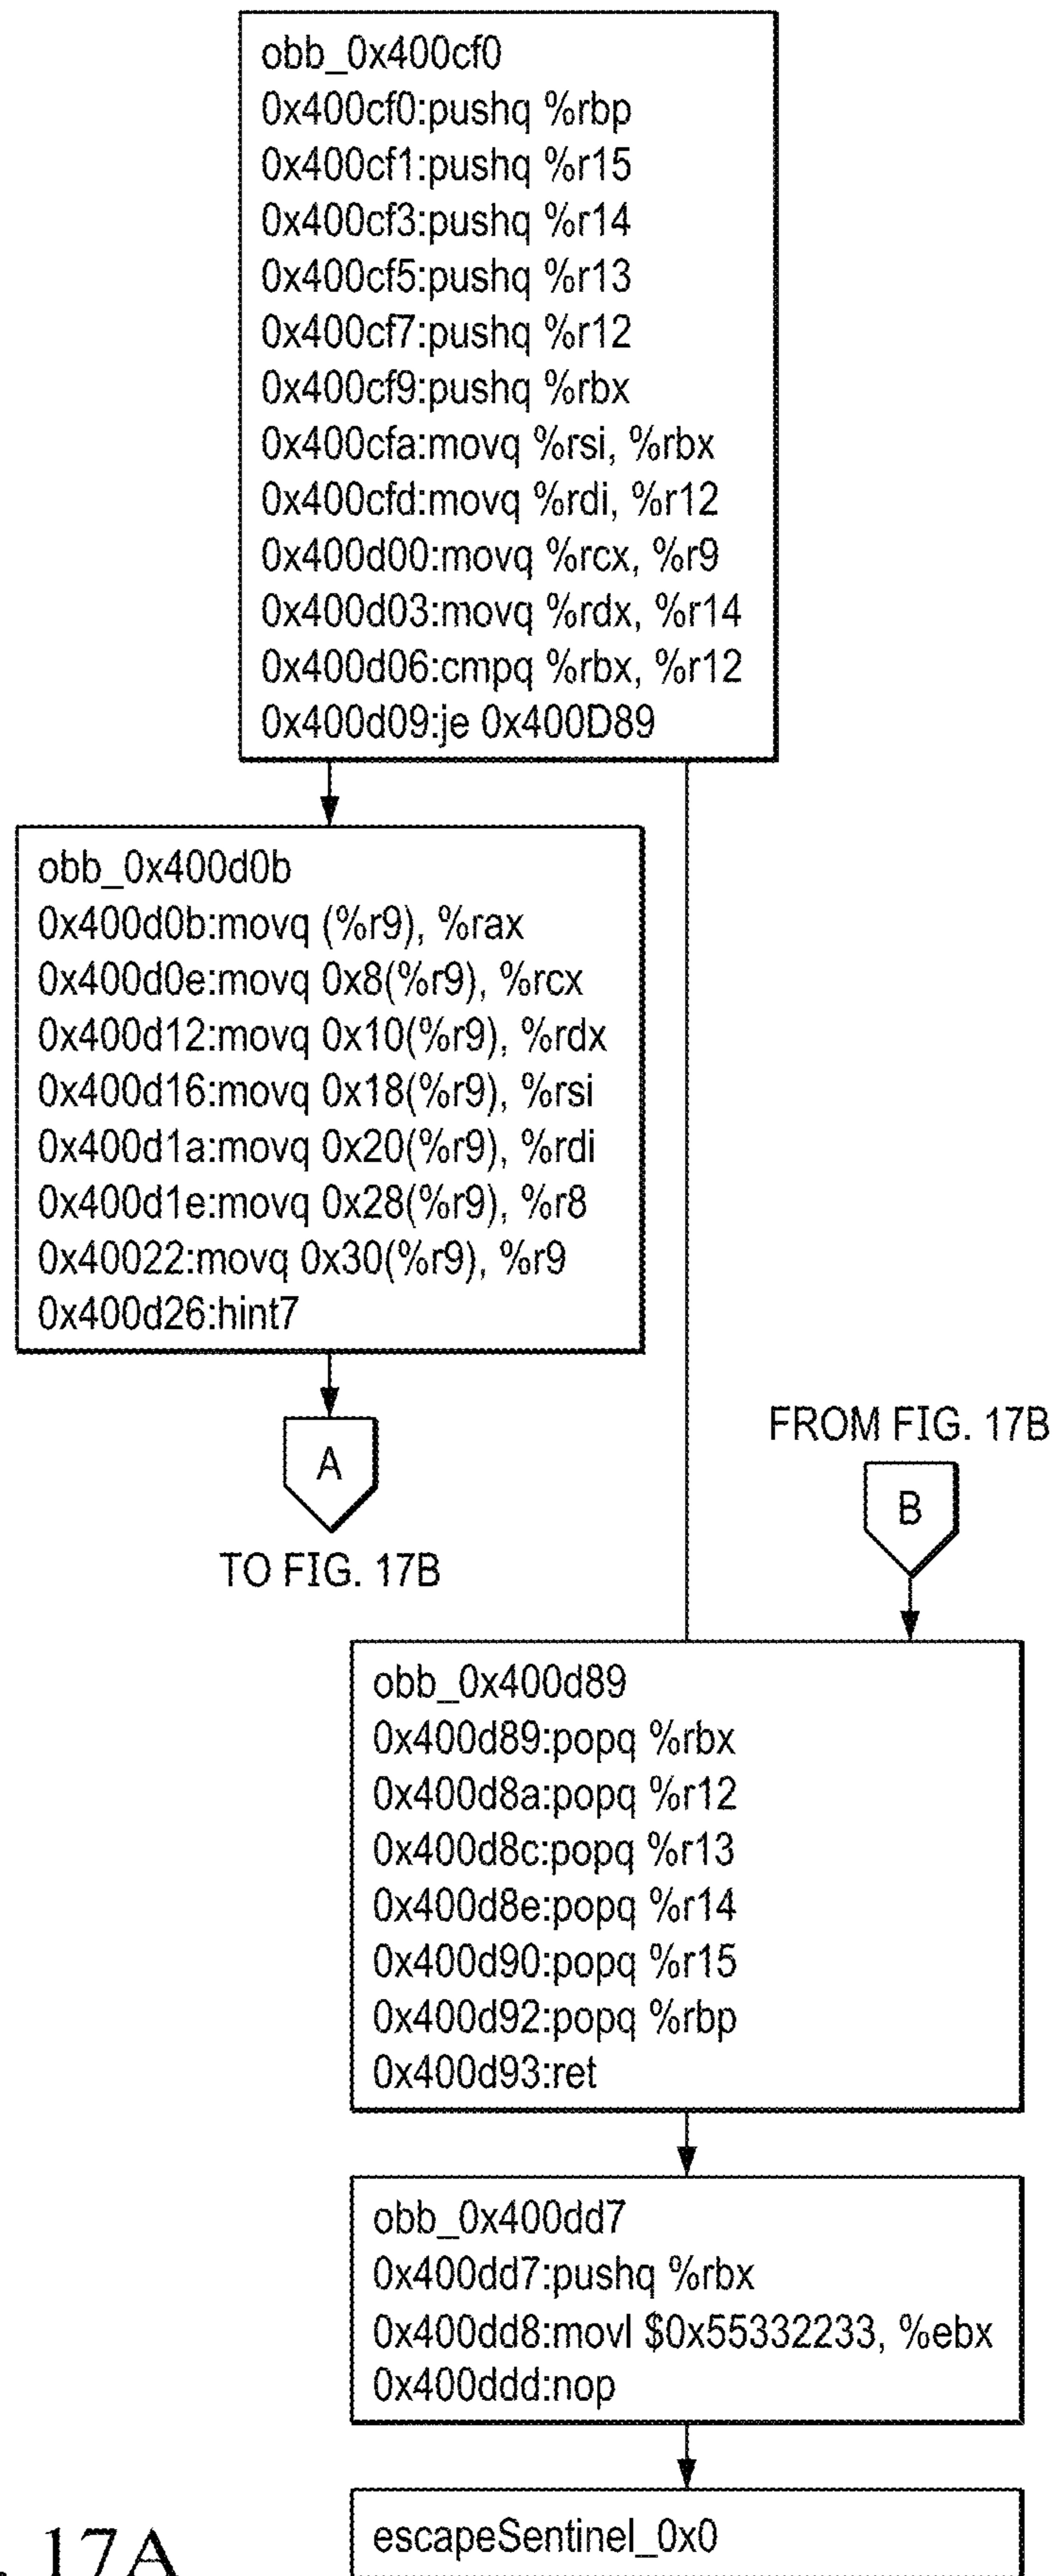 obb_0x400cf0
0x400cf0:pushq %rbp
0x400cf1:pushq %r15
0x400cf3:pushq %r14
0x400cf5:pushq %r13
0x400cf7:pushq %r12
0x400cf9:pushq %rbx
0x400cfa:movq %rsi, %rbx
0x400cfd:movq %rdi, %r12
0x400d00:movq %rcx, %r9
0x400d03:movq %rdx, %r14
0x400d06:cmpq %rbx, %r12
0x400d09:je 0x400D89
obb_0x400d0b
0x400d0b:movq (%r9), %rax
0x400d0e:movq 0x8(%r9), %rcx
0x400d12:movq 0x10(%r9), %rdx
0x400d16:movq 0x18(%r9), %rsi
0x400d1a:movq 0x20(%r9), %rdi
0x400d1e:movq 0x28(%r9), %r8
0x40022:movq 0x30(%r9), %r9
0x400d26:hint7
A
TO FIG. 17B
FROM FIG. 17B
B
obb_0x400d89
0x400d89:popq %rbx
0x400d8a:popq %r12
0x400d8c:popq %r13
0x400d8e:popq %r14
0x400d90:popq %r15
0x400d92:popq %rbp
0x400d93:ret
obb_0x400dd7
0x400dd7:pushq %rbx
0x400dd8:movl $0x55332233, %ebx
0x400ddd:nop
escapeSentinel_0x0
17A